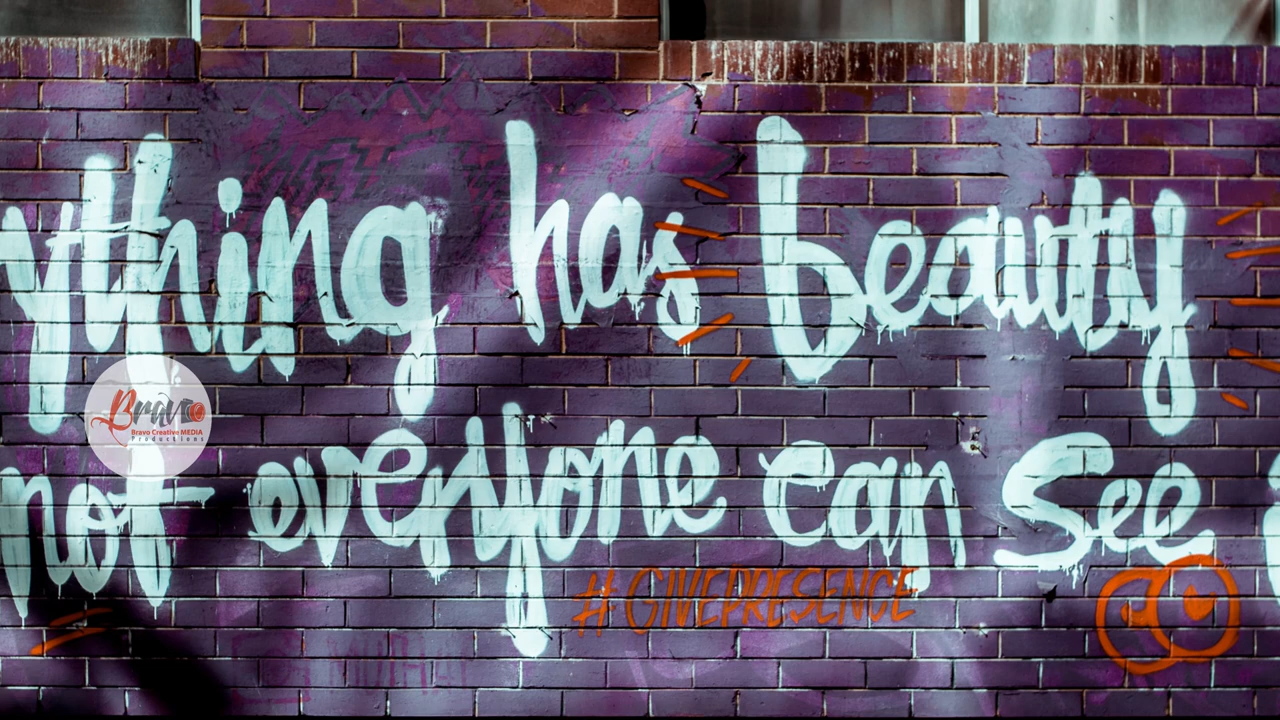 ything has beauty
not everyone can see
#GIVEPRESENCE
Bravo
Bravo Creative MEDIA
Productions